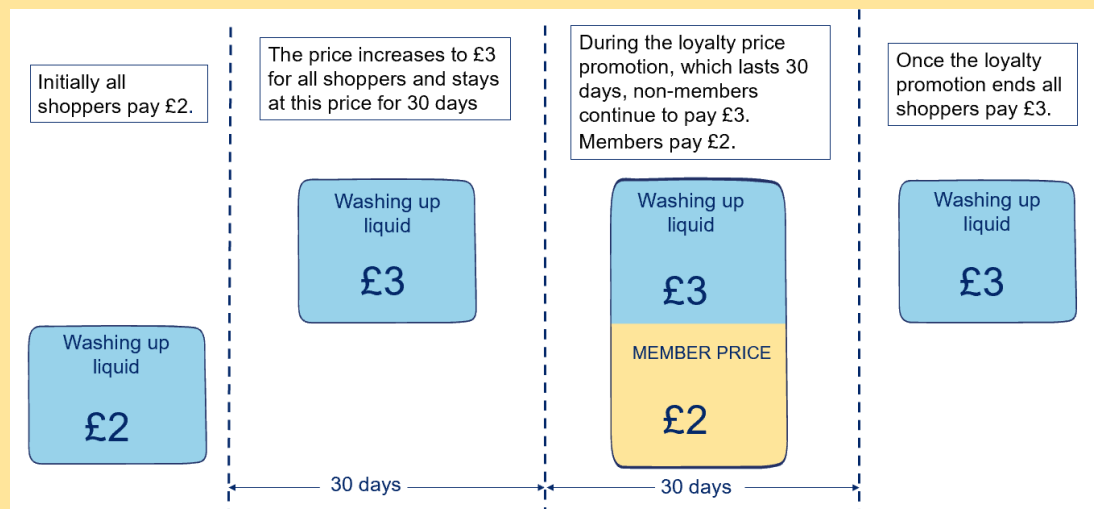 Initially all
shoppers pay £2.
The price increases to £3
for all shoppers and stays
at this price for 30 days
During the loyalty price
promotion, which lasts 30
days, non-members
continue to pay £3.
Members pay £2.
Once the loyalty
promotion ends all
shoppers pay £3.
Washing up
liquid
£2
Washing up
liquid
£3
Washing up
liquid
£3
MEMBER PRICE
£2
Washing up
liquid
£3
30 days
30 days